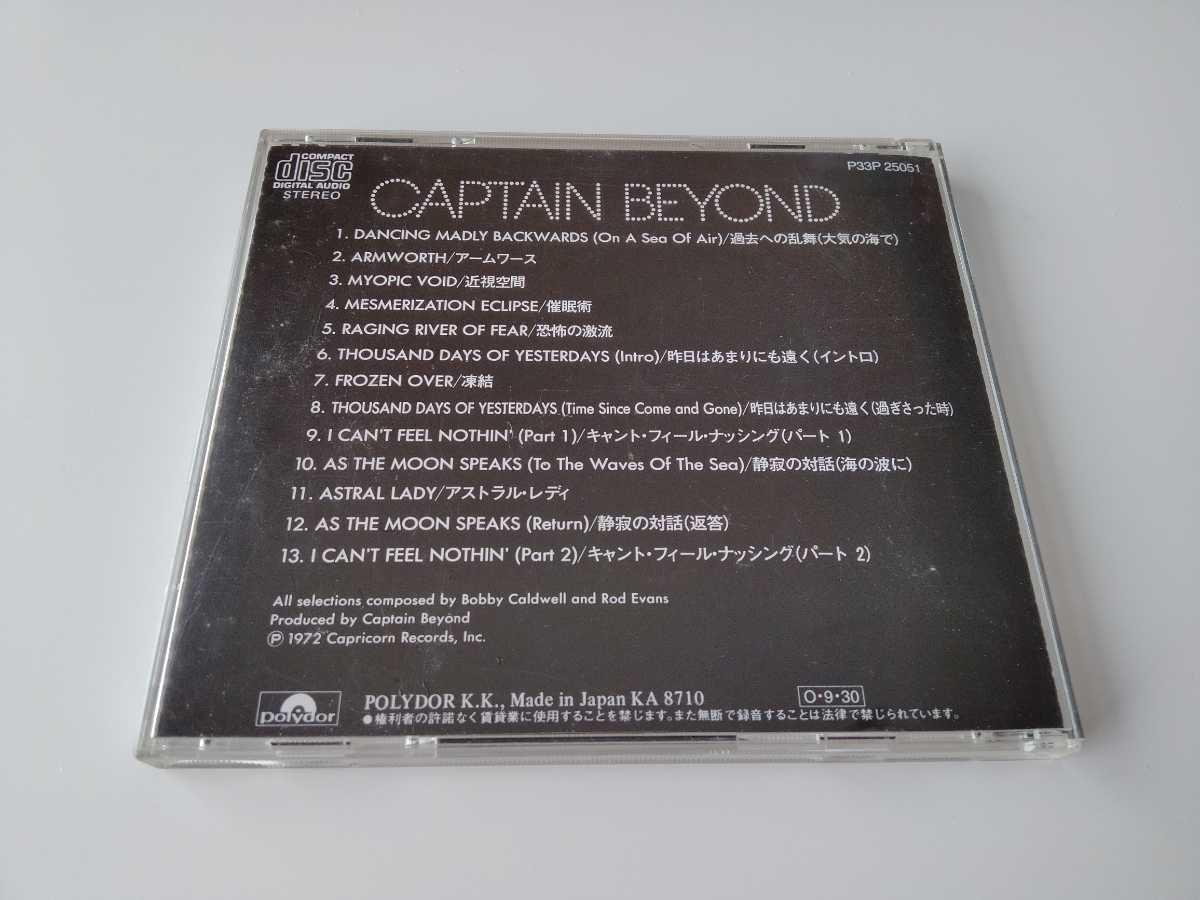 COMPACT
disc
DIGITAL AUDIO
STEREO
P33P 25051
CAPTAIN BEYOND
1. DANCING MADLY BACKWARDS (On A Sea Of Air)/過去への乱舞(大気の海で)
2. ARMWORTH/アームワース
3. MYOPIC VOID/近視空間
4. MESMERIZATION ECLIPSE/催眠術
5. RAGING RIVER OF FEAR/恐怖の激流
6. THOUSAND DAYS OF YESTERDAYS (Intro)/昨日はあまりにも遠く(イントロ)
7. FROZEN OVER/凍結
8. THOUSAND DAYS OF YESTERDAYS (Time Since Come and Gone)/昨日はあまりにも遠く(過ぎさった時)
9. I CAN'T FEEL NOTHIN' (Part 1)/キャント・フィール・ナッシング(パート 1)
10. AS THE MOON SPEAKS (To The Waves Of The Sea)/静寂の対話(海の波に)
11. ASTRAL LADY/アストラル・レディ
12. AS THE MOON SPEAKS (Return)/静寂の対話(返答)
13. I CAN'T FEEL NOTHIN' (Part 2)/キャント・フィール・ナッシング(パート 2)
All selections composed by Bobby Caldwell and Rod Evans
Produced by Captain Beyond
Ⓟ 1972 Capricorn Records, Inc.
polydor
POLYDOR K.K., Made in Japan KA 8710
O・9・30
●権利者の許諾なく賃貸業に使用することを禁じます。また無断で録音することは法律で禁じられています。